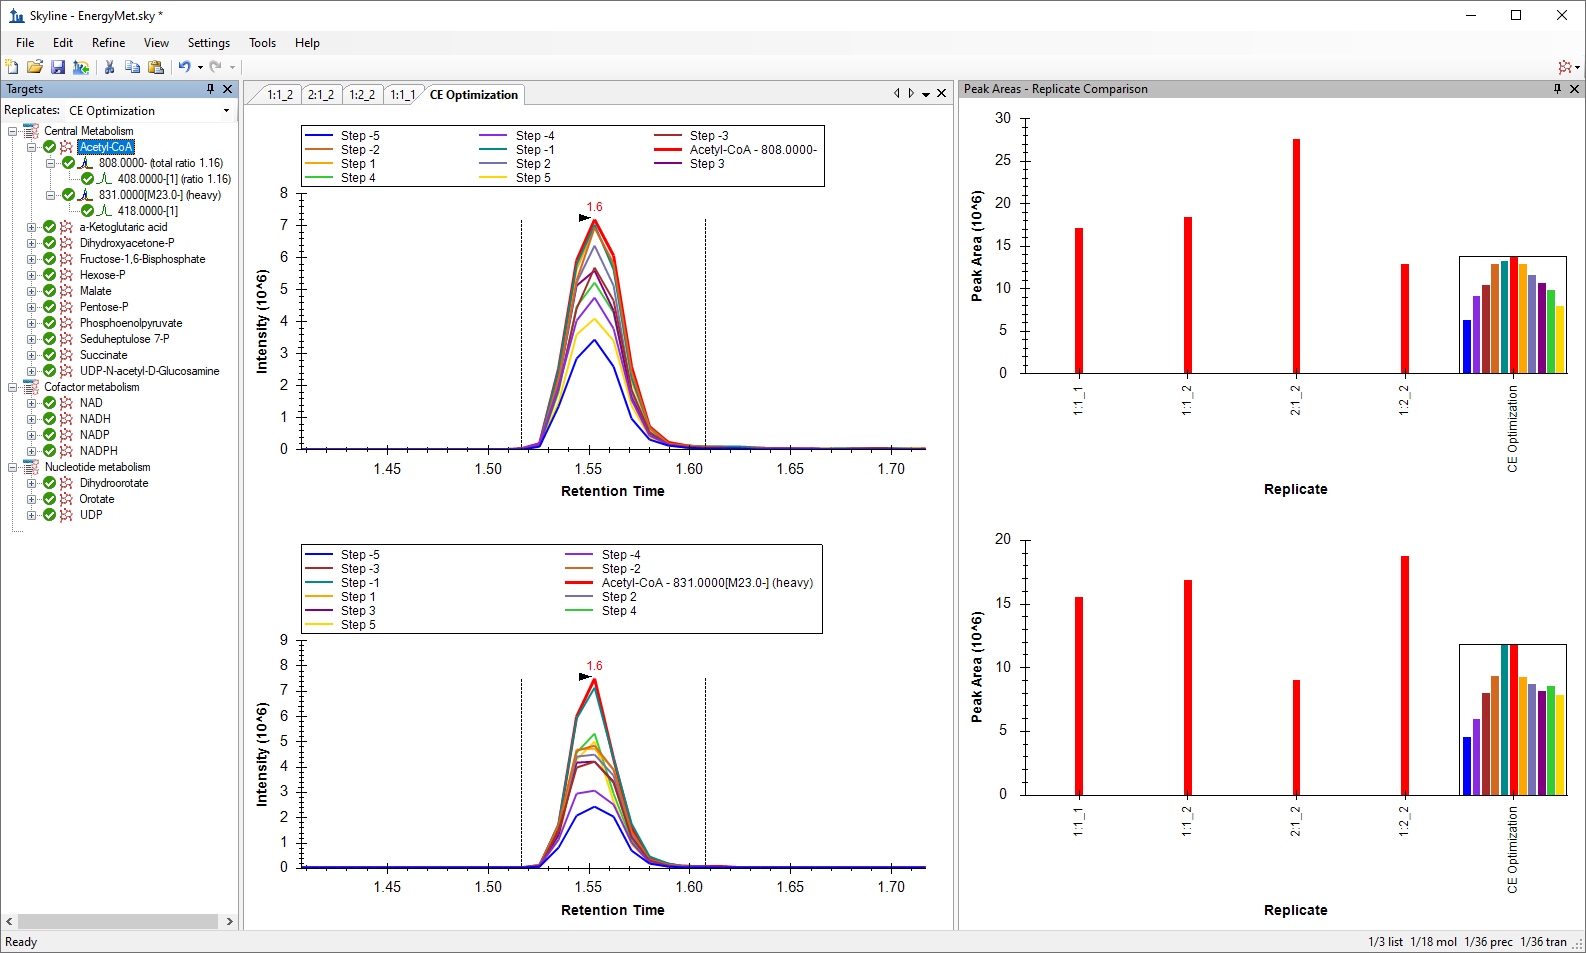 Skyline - EnergyMet.sky *
File Edit Refine View Settings Tools Help
Targets
Replicates: CE Optimization
Central Metabolism
Acetyl-CoA
808.0000- (total ratio 1.16)
408.0000-[1] (ratio 1.16)
831.0000[M23.0-] (heavy)
418.0000-[1]
a-Ketoglutaric acid
Dihydroxyacetone-P
Fructose-1,6-Bisphosphate
Hexose-P
Malate
Pentose-P
Phosphoenolpyruvate
Seduheptulose 7-P
Succinate
UDP-N-acetyl-D-Glucosamine
Cofactor metabolism
NAD
NADH
NADP
NADPH
Nucleotide metabolism
Dihydroorotate
Orotate
UDP
1:1_2 2:1_2 1:2_2 1:1_1 CE Optimization
Step -5 Step -4 Step -3
Step -2 Step -1 Acetyl-CoA - 808.0000-
Step 1 Step 2 Step 3
Step 4 Step 5
8
7
6
5
4
3
2
1
0
Intensity (10^6)
1.6
1.45 1.50 1.55 1.60 1.65 1.70
Retention Time
Step -5 Step -4
Step -3 Step -2
Step -1 Acetyl-CoA - 831.0000[M23.0-] (heavy)
Step 1 Step 2
Step 3 Step 4
Step 5
9
8
7
6
5
4
3
2
1
0
Intensity (10^6)
1.6
1.45 1.50 1.55 1.60 1.65 1.70
Retention Time
Peak Areas - Replicate Comparison
30
25
20
15
10
5
0
Peak Area (10^6)
1:1_1 1:1_2 2:1_2 1:2_2 CE Optimization
Replicate
20
15
10
5
0
Peak Area (10^6)
1:1_1 1:1_2 2:1_2 1:2_2 CE Optimization
Replicate
Ready
1/3 list 1/18 mol 1/36 prec 1/36 tran